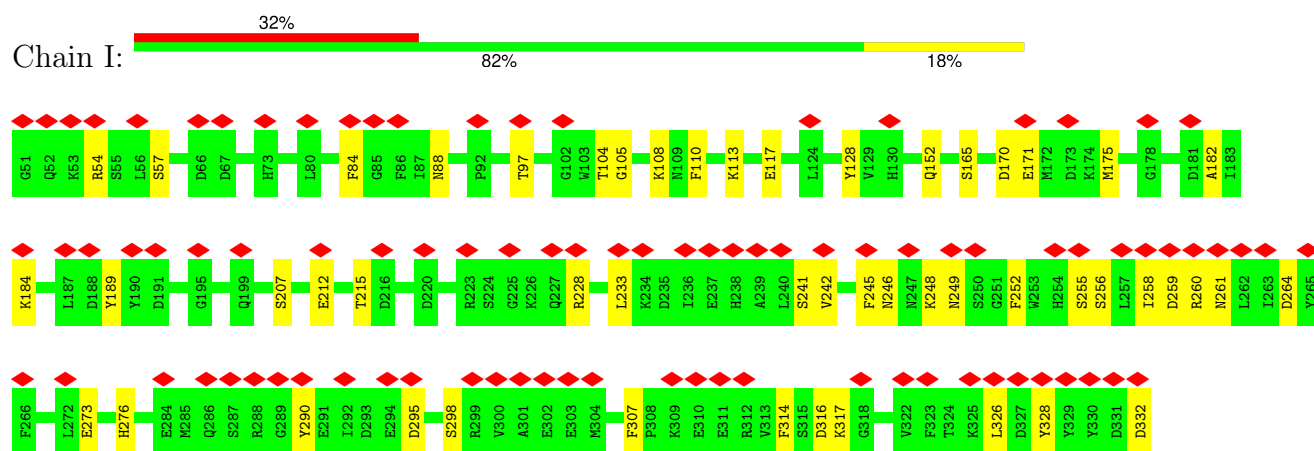 32%
Chain I:
82% 18%
G51 Q52 K53 R54 S55 L56 S57 D66 D67 H73 L80 F84 G85 F86 I87 N88 P92 T97 G102 W103 T104 G105 K108 N109 F110 K113 E117 L124 Y128 V129 H130 Q152 S165 D170 E171 M172 D173 K174 M175 G178 D181 A182 I183
K184 L187 D188 Y189 Y190 D191 G195 Q199 S207 E212 T215 D216 D220 R223 S224 G225 K226 Q227 R228 L233 K234 D235 I236 E237 H238 A239 L240 S241 V242 F245 N246 N247 K248 N249 S250 G251 F252 W253 H254 S255 S256 L257 I258 D259 R260 N261 L262 I263 D264 Y265
F266 L272 E273 H276 E284 M285 Q286 S287 R288 G289 Y290 E291 I292 D293 E294 D295 S298 R299 V300 A301 E302 E303 M304 F307 P308 K309 E310 E311 R312 V313 F314 S315 D316 K317 G318 V322 F323 T324 K325 L326 D327 Y328 Y329 Y330 D331 D332